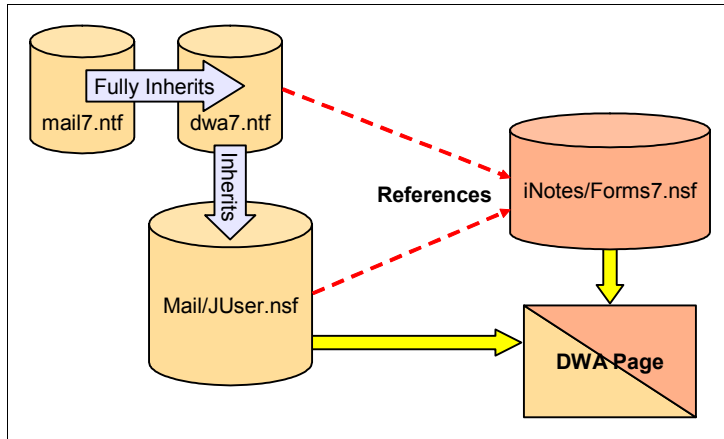 Fully Inherits
mail7.ntf
dwa7.ntf
Inherits
References
iNotes/Forms7.nsf
Mail/JUser.nsf
DWA Page